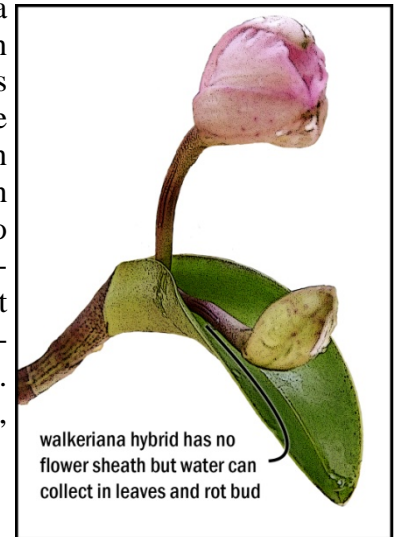 walkeriana hybrid has no
flower sheath but water can
collect in leaves and rot bud